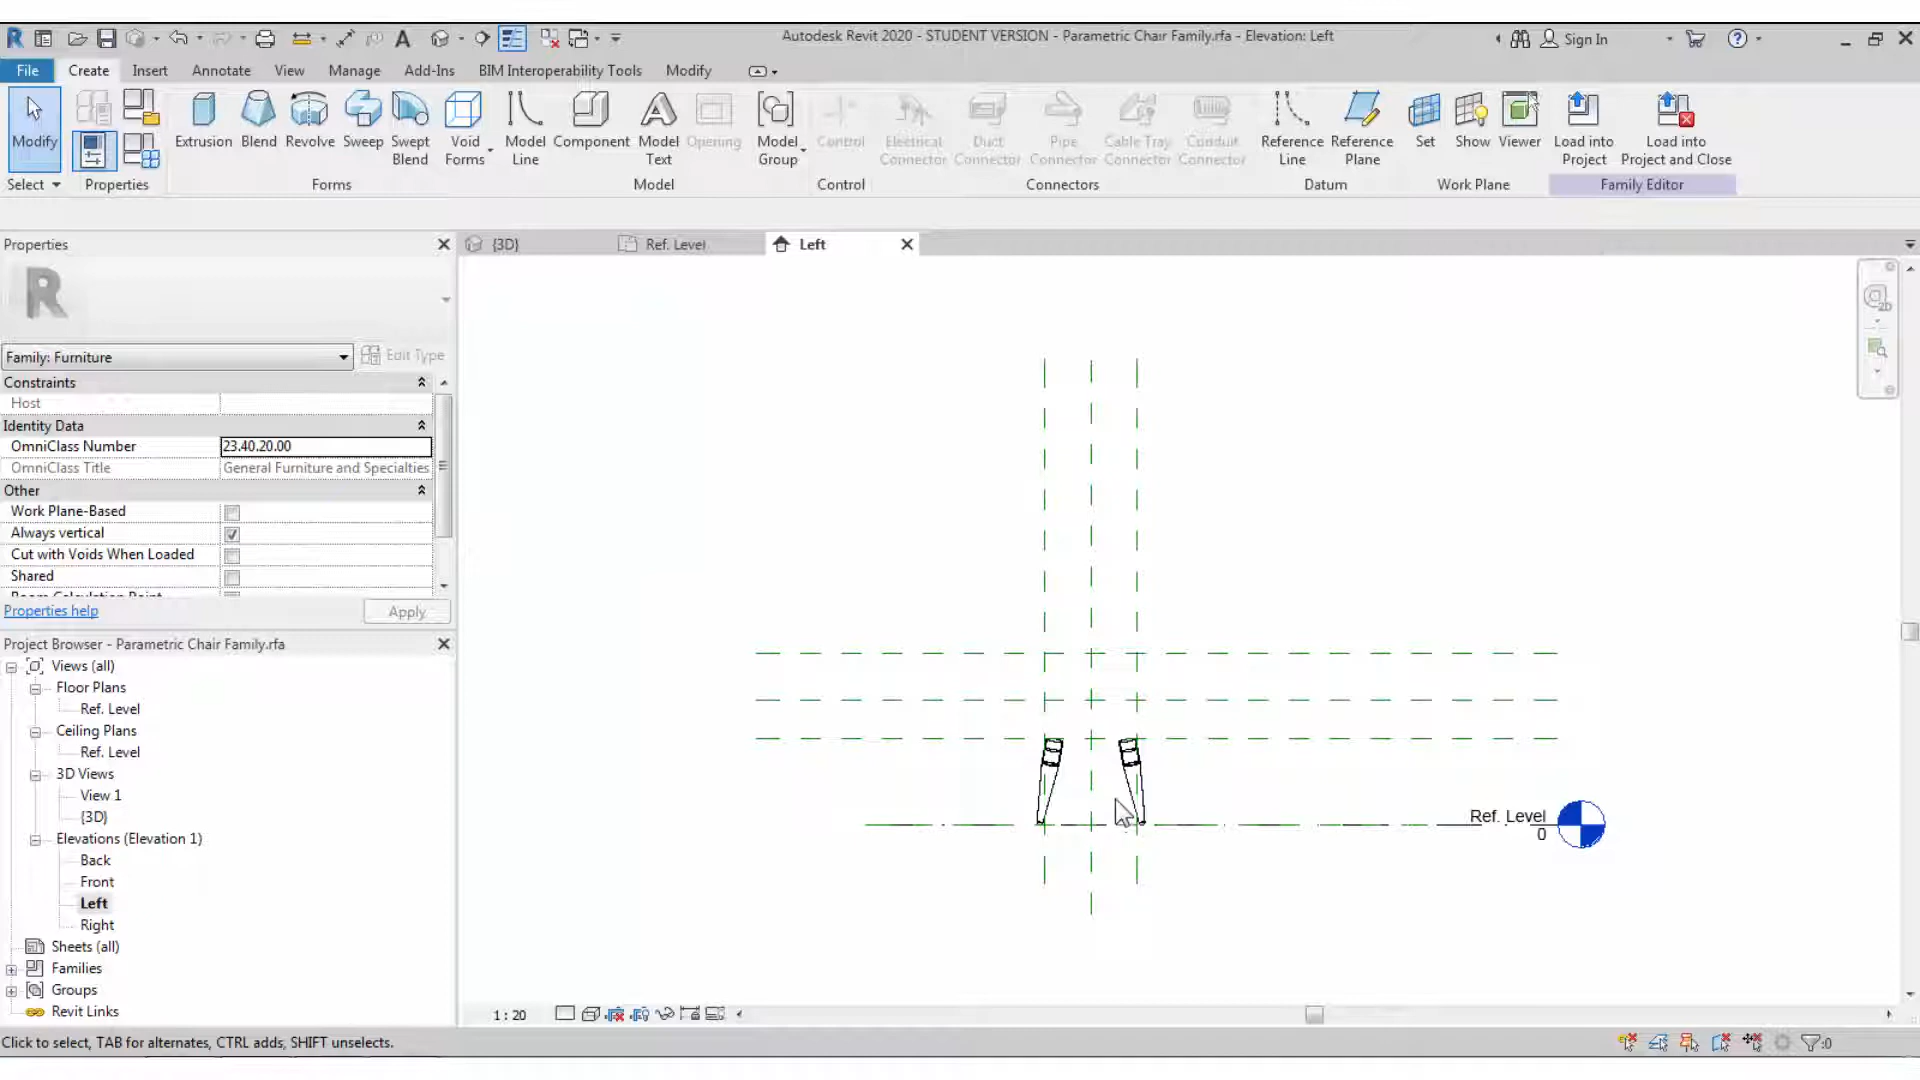 Autodesk Revit 2020 - STUDENT VERSION - Parametric Chair Family.rfa - Elevation: Left
Sign In
File Create Insert Annotate View Manage Add-Ins BIM Interoperability Tools Modify
Modify Extrusion Blend Revolve Sweep Swept Blend Void Forms Model Line Component Model Text Opening Model Group Control Electrical Connector Duct Connector Pipe Connector Cable Tray Connector Conduit Connector Reference Line Reference Plane Set Show Viewer Load into Project Load into Project and Close
Select Properties Forms Model Control Connectors Datum Work Plane Family Editor
Properties
{3D} Ref. Level Left
Family: Furniture Edit Type
Constraints
Host
Identity Data
OmniClass Number 23.40.20.00
OmniClass Title General Furniture and Specialties
Other
Work Plane-Based
Always vertical
Cut with Voids When Loaded
Shared
Properties help Apply
Project Browser - Parametric Chair Family.rfa
Views (all)
Floor Plans
Ref. Level
Ceiling Plans
Ref. Level
3D Views
View 1
{3D}
Elevations (Elevation 1)
Back
Front
Left
Right
Sheets (all)
Families
Groups
Revit Links
Ref. Level
0
1 : 20
Click to select, TAB for alternates, CTRL adds, SHIFT unselects.
:0